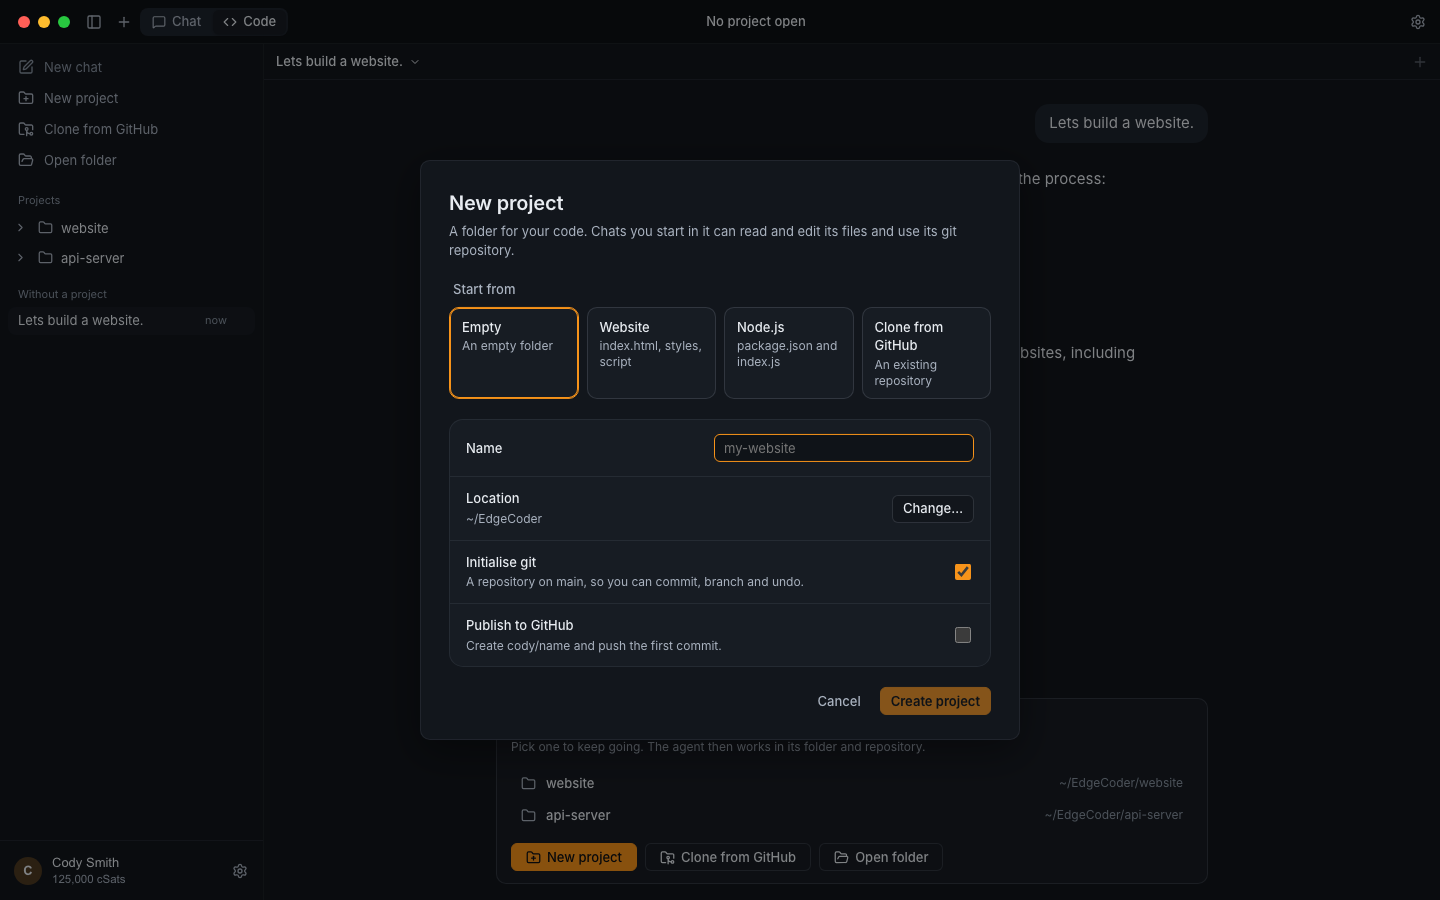 Chat
Code
No project open
New chat
New project
Clone from GitHub
Open folder
Projects
website
api-server
Without a project
Lets build a website.
now
Cody Smith
C
125,000 cSats
Lets build a website.
Lets build a website.
the process:
bsites, including
New project
A folder for your code. Chats you start in it can read and edit its files and use its git
repository.
Start from
Empty
An empty folder
Website
index.html, styles,
script
Node.js
package.json and
index.js
Clone from
GitHub
An existing
repository
Name
my-website
Location
~/EdgeCoder
Change...
Initialise git
A repository on main, so you can commit, branch and undo.
Publish to GitHub
Create cody/name and push the first commit.
Cancel
Create project
Pick one to keep going. The agent then works in its folder and repository.
website
~/EdgeCoder/website
api-server
~/EdgeCoder/api-server
New project
Clone from GitHub
Open folder